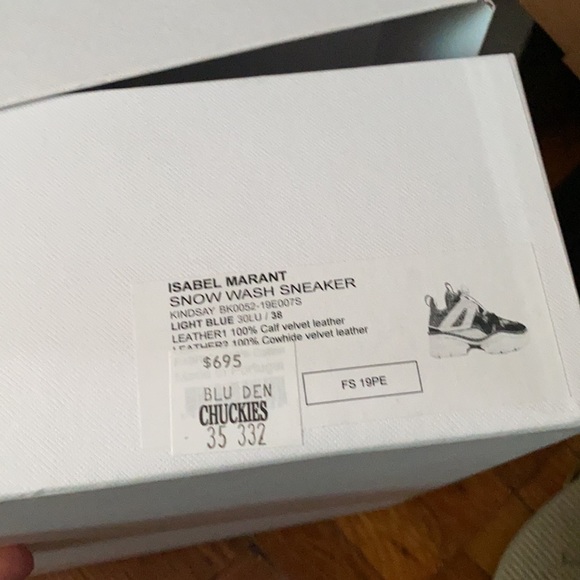 ISABEL MARANT
SNOW WASH SNEAKER
KINDSAY BK0052-19E007S
LIGHT BLUE 30LU / 38
LEATHER1 100% Calf velvet leather
LEATHER2 100% Cowhide velvet leather
$695
BLU DEN
CHUCKIES
35 332
FS 19PE